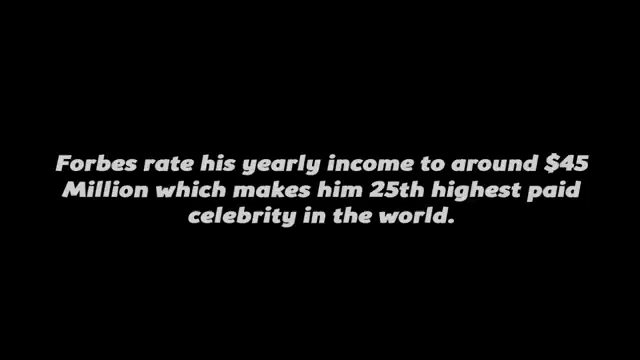 Forbes rate his yearly income to around $45
Million which makes him 25th highest paid
celebrity in the world.